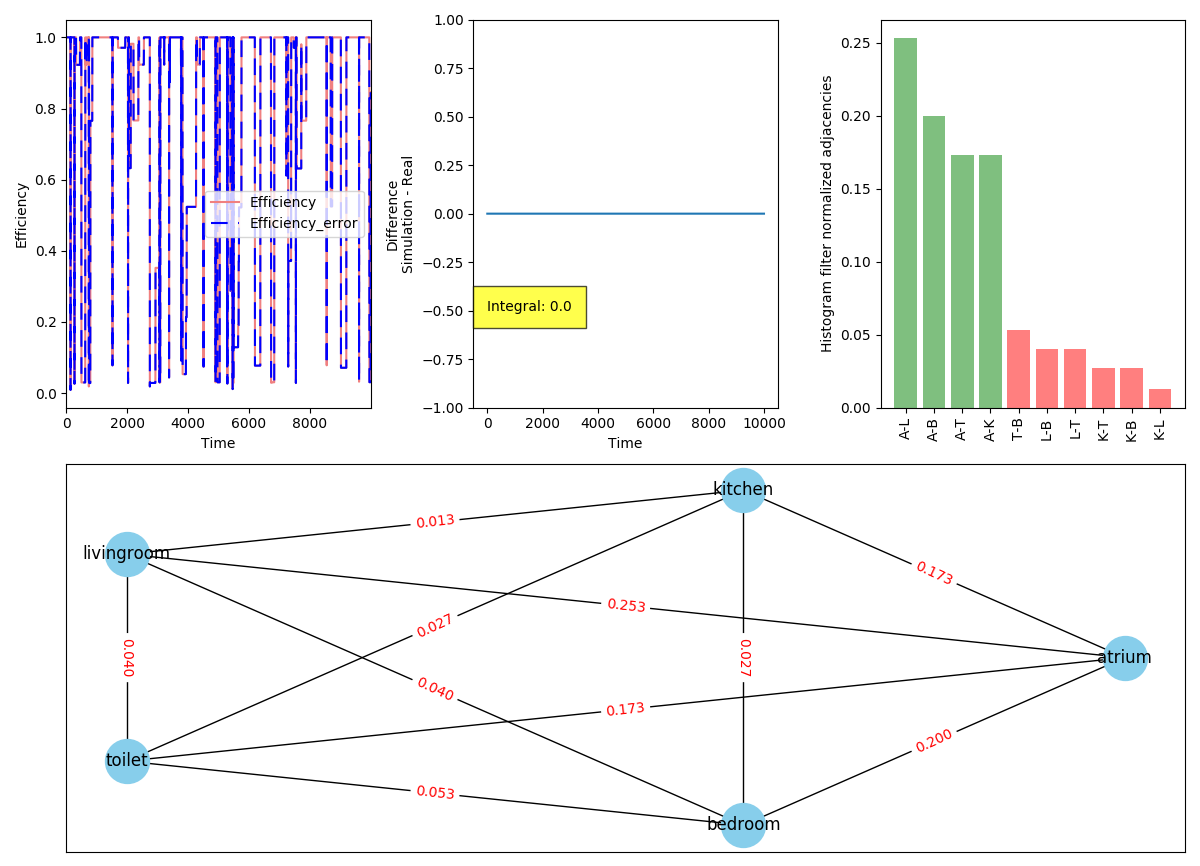 Efficiency
1.0
0.8
0.6
0.4
0.2
0.0
0
2000
4000
6000
8000
Time
Efficiency
Efficiency_error
Difference
Simulation - Real
1.00
0.75
0.50
0.25
0.00
−0.25
−0.50
−0.75
−1.00
Integral: 0.0
0
2000
4000
6000
8000
10000
Time
Histogram filter normalized adjacencies
0.25
0.20
0.15
0.10
0.05
0.00
A-L
A-B
A-T
A-K
T-B
L-B
L-T
K-T
K-B
K-L
kitchen
livingroom
0.013
0.173
0.253
0.027
0.040
0.027
atrium
0.040
0.173
0.200
toilet
0.053
bedroom